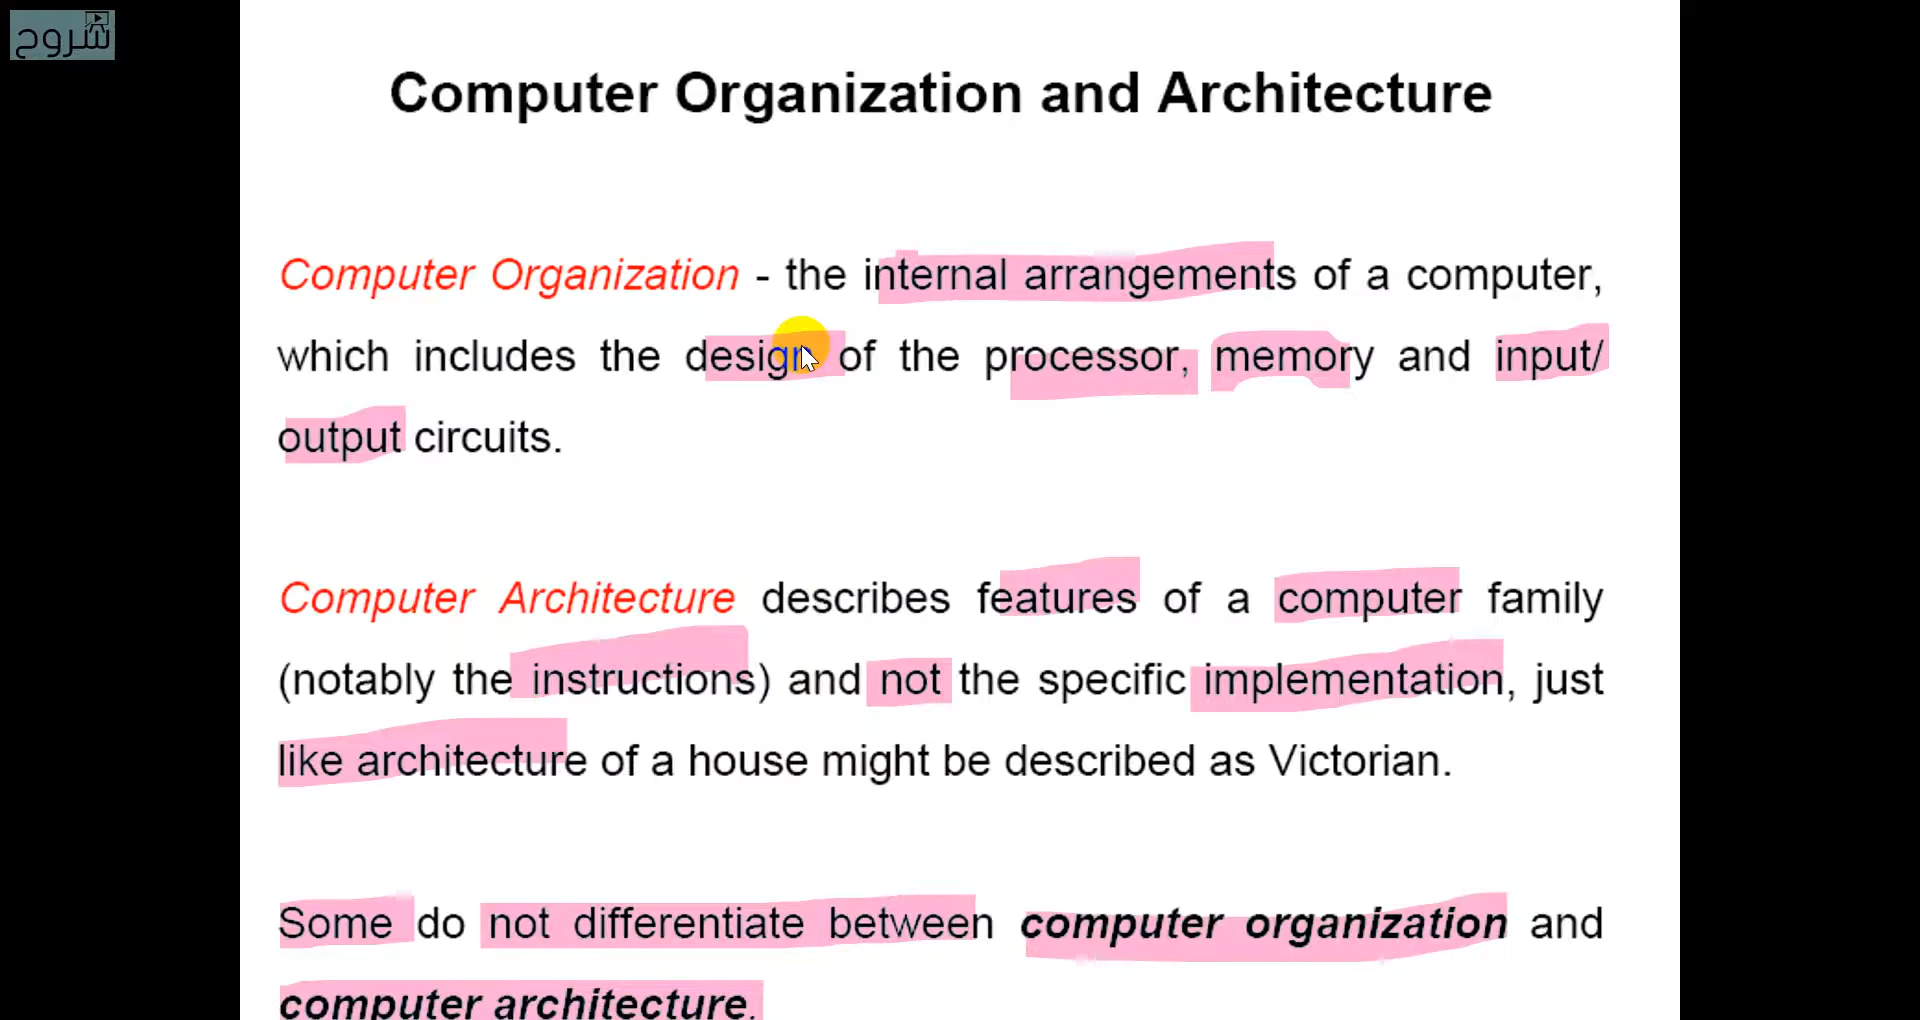 شروح
Computer Organization and Architecture
Computer Organization - the internal arrangements of a computer,
which includes the design of the processor, memory and input/
output circuits.
Computer Architecture describes features of a computer family
(notably the instructions) and not the specific implementation, just
like architecture of a house might be described as Victorian.
Some do not differentiate between computer organization and
computer architecture.